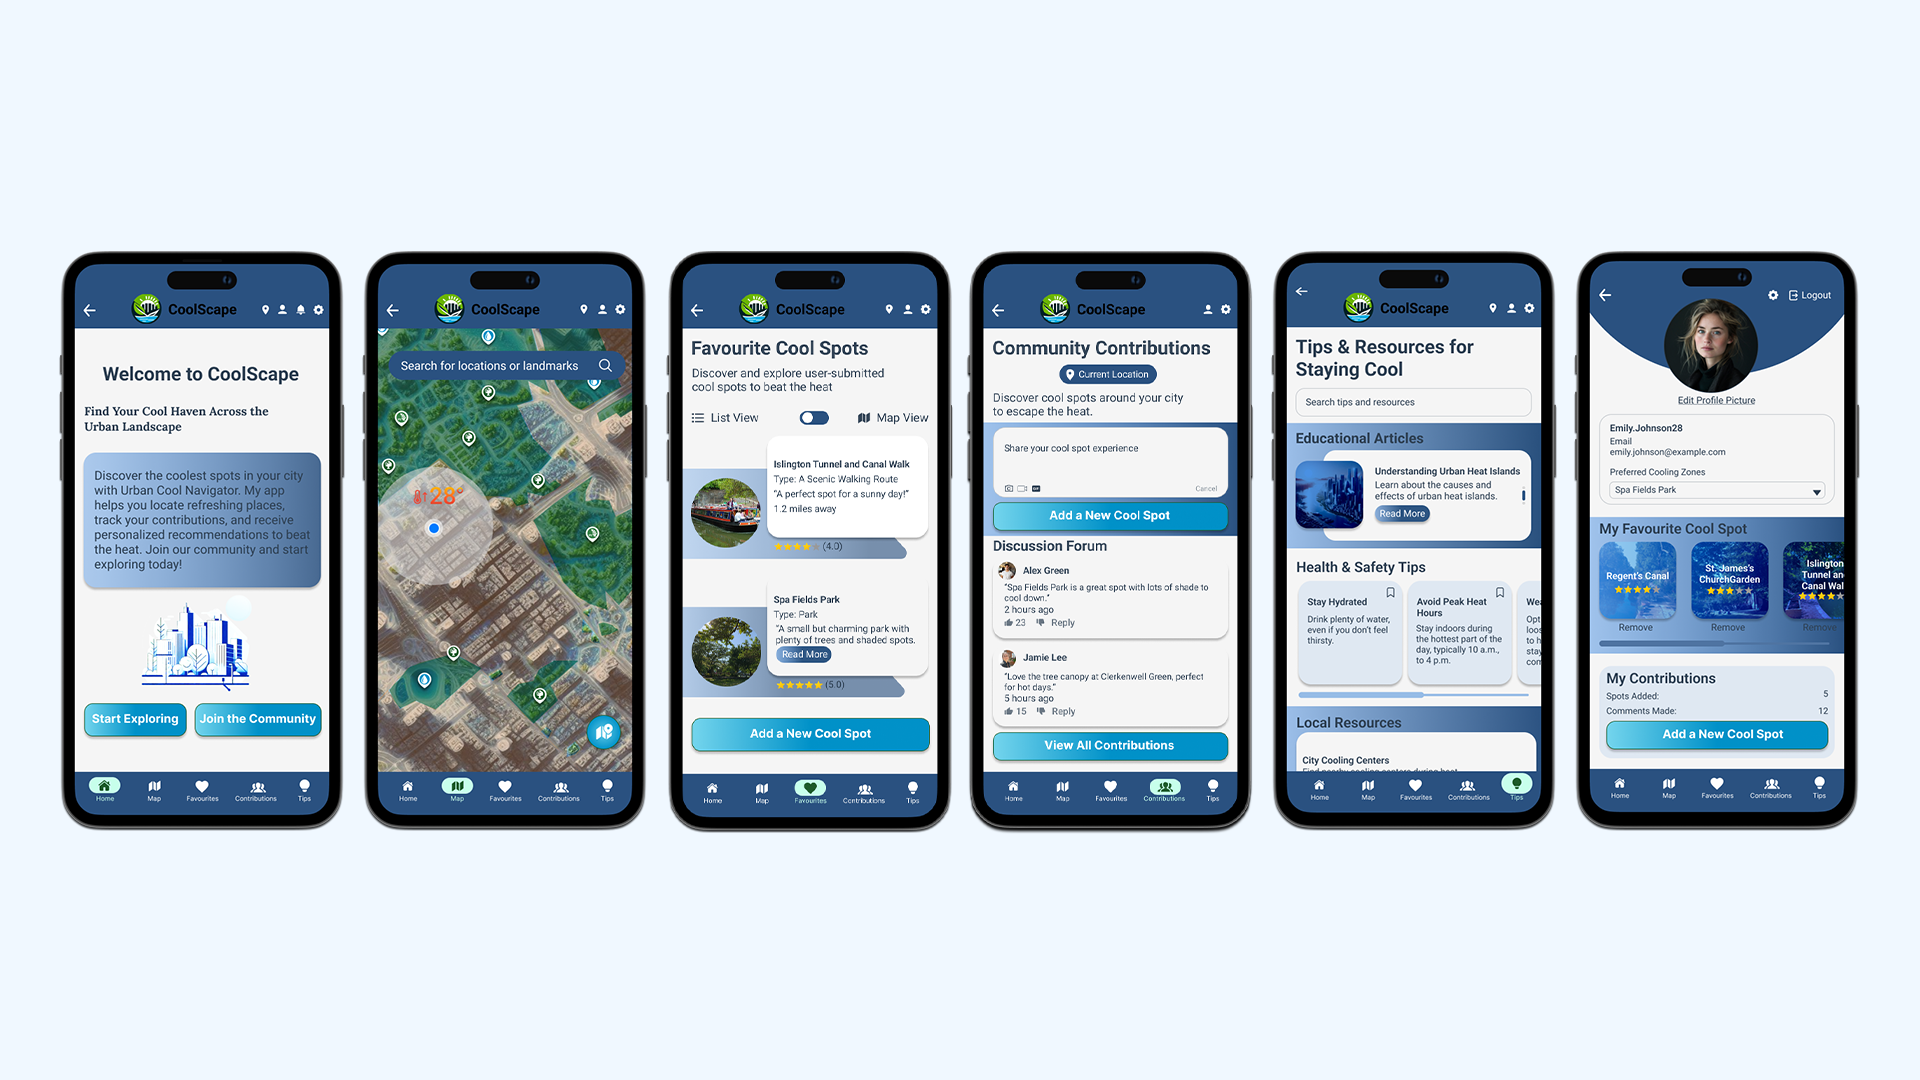 CoolScape
Welcome to CoolScape
Find Your Cool Haven Across the
Urban Landscape
Discover the coolest spots in your city
with Urban Cool Navigator. My app
helps you locate refreshing places,
track your contributions, and receive
personalized recommendations to beat
the heat. Join our community and start
exploring today!
Start Exploring
Join the Community
Home
Map
Favourites
Contributions
Tips
CoolScape
Search for locations or landmarks
28°
Home
Map
Favourites
Contributions
Tips
CoolScape
Favourite Cool Spots
Discover and explore user-submitted
cool spots to beat the heat
List View
Map View
Islington Tunnel and Canal Walk
Type: A Scenic Walking Route
"A perfect spot for a sunny day!"
1.2 miles away
(4.0)
Spa Fields Park
Type: Park
"A small but charming park with
plenty of trees and shaded spots.
Read More
(5.0)
Add a New Cool Spot
Home
Map
Favourites
Contributions
Tips
CoolScape
Community Contributions
Current Location
Discover cool spots around your city
to escape the heat.
Share your cool spot experience
Cancel
Add a New Cool Spot
Discussion Forum
Alex Green
"Spa Fields Park is a great spot with lots of shade to
cool down."
2 hours ago
23 Reply
Jamie Lee
"Love the tree canopy at Clerkenwell Green, perfect
for hot days."
5 hours ago
15 Reply
View All Contributions
Home
Map
Favourites
Contributions
Tips
CoolScape
Tips & Resources for
Staying Cool
Search tips and resources
Educational Articles
Understanding Urban Heat Islands
Learn about the causes and
effects of urban heat islands.
Read More
Health & Safety Tips
Stay Hydrated
Drink plenty of water,
even if you don't feel
thirsty.
Avoid Peak Heat
Hours
Stay indoors during
the hottest part of the
day, typically 10 a.m.,
to 4 p.m.
Wea
Opt
loos
to h
stay
com
Local Resources
City Cooling Centers
Find nearby cooling centers during heat
Home
Map
Favourites
Contributions
Tips
Logout
Edit Profile Picture
Emily.Johnson28
Email
emily.johnson@example.com
Preferred Cooling Zones
Spa Fields Park
My Favourite Cool Spot
Regent's Canal
Remove
St. James's
ChurchGarden
Remove
Islington
Tunnel an
Canal Wal
Remove
My Contributions
Spots Added: 5
Comments Made: 12
Add a New Cool Spot
Home
Map
Favourites
Contributions
Tips